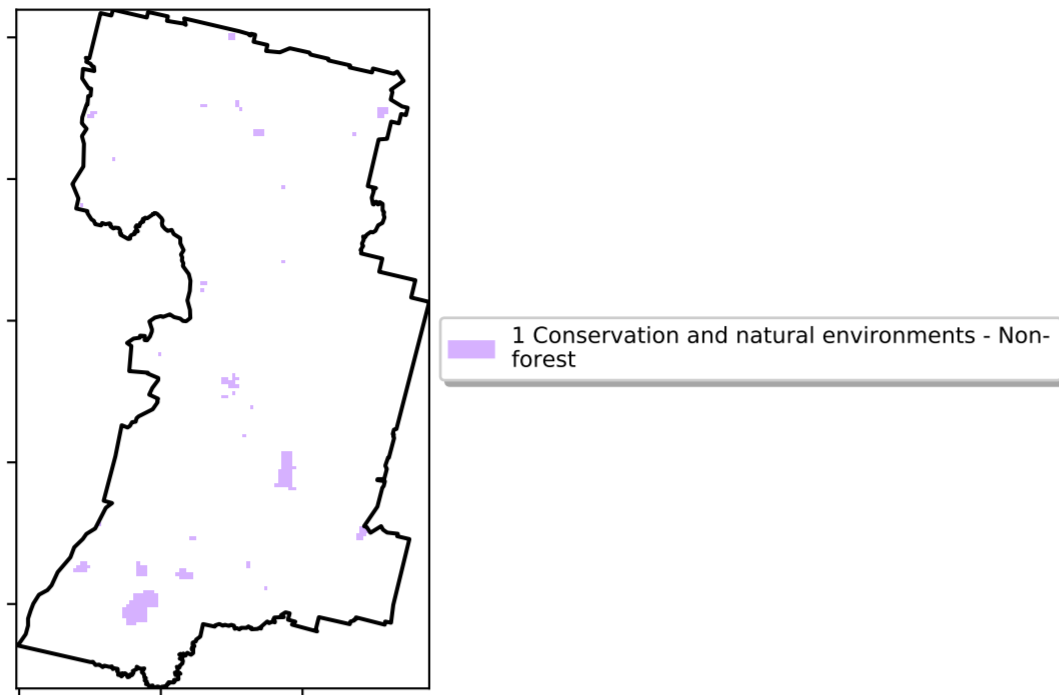 1 Conservation and natural environments - Non-
forest